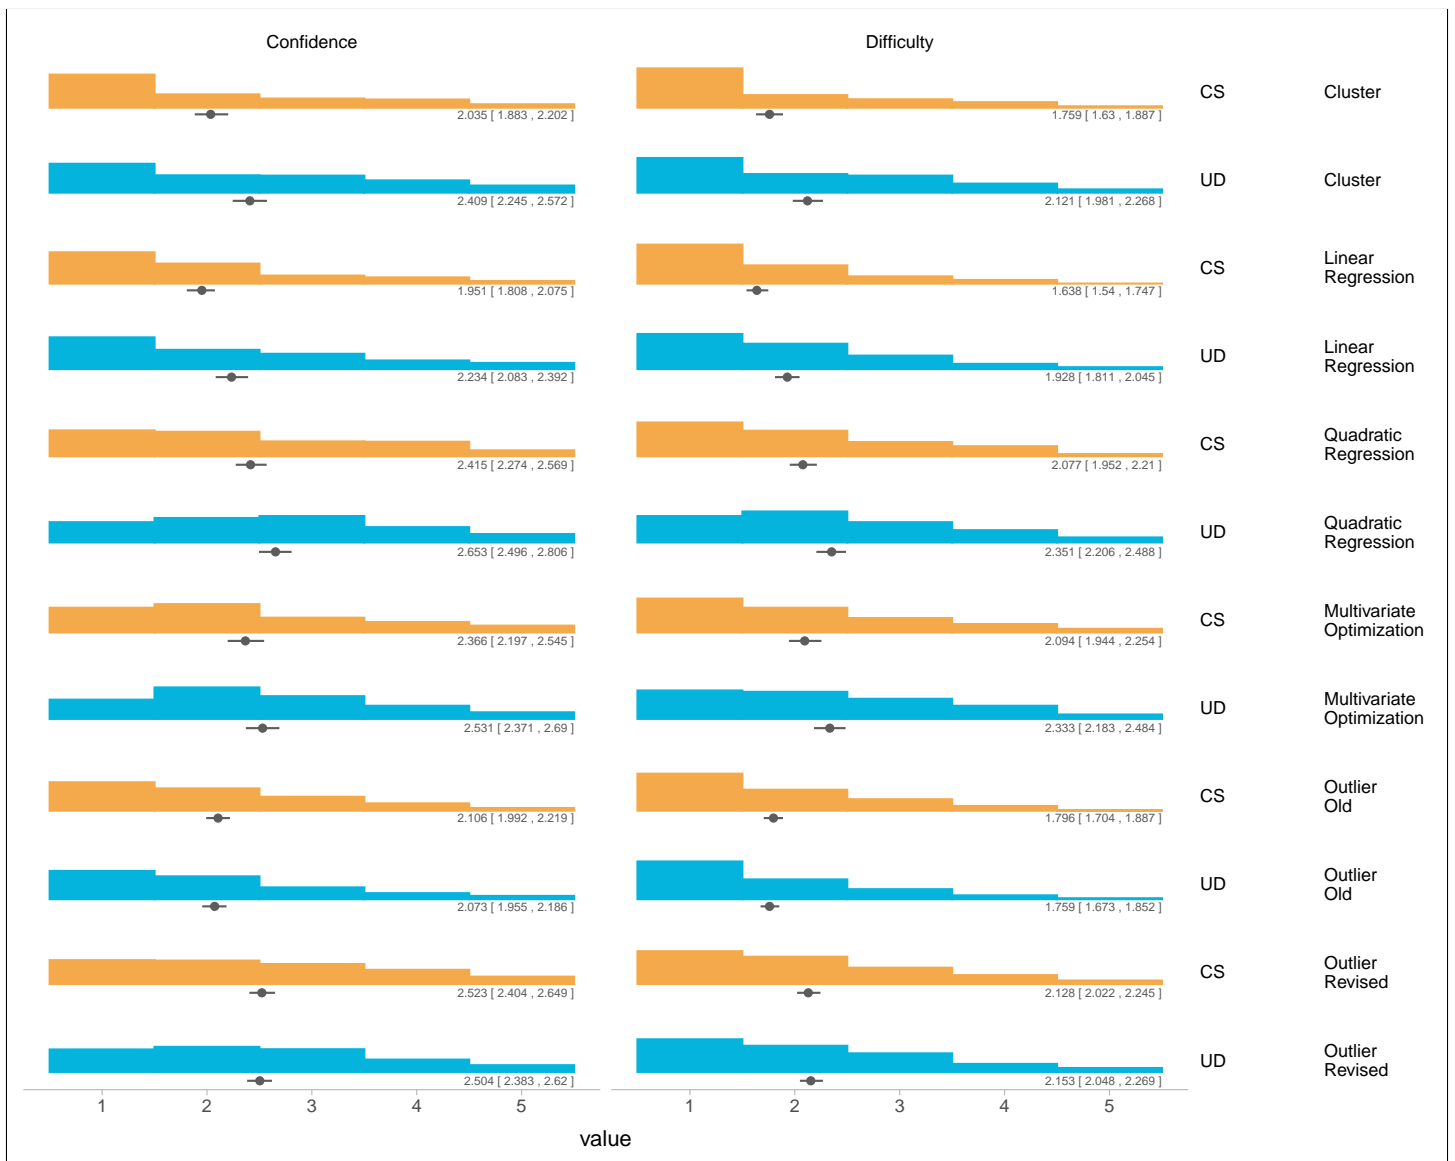 Confidence
Difficulty
CS
Cluster
2.035 [ 1.883 , 2.202 ]
1.759 [ 1.63 , 1.887 ]
UD
Cluster
2.409 [ 2.245 , 2.572 ]
2.121 [ 1.981 , 2.268 ]
CS
Linear
Regression
1.951 [ 1.808 , 2.075 ]
1.638 [ 1.54 , 1.747 ]
UD
Linear
Regression
2.234 [ 2.083 , 2.392 ]
1.928 [ 1.811 , 2.045 ]
CS
Quadratic
Regression
2.415 [ 2.274 , 2.569 ]
2.077 [ 1.952 , 2.21 ]
UD
Quadratic
Regression
2.653 [ 2.496 , 2.806 ]
2.351 [ 2.206 , 2.488 ]
CS
Multivariate
Optimization
2.366 [ 2.197 , 2.545 ]
2.094 [ 1.944 , 2.254 ]
UD
Multivariate
Optimization
2.531 [ 2.371 , 2.69 ]
2.333 [ 2.183 , 2.484 ]
CS
Outlier
Old
2.106 [ 1.992 , 2.219 ]
1.796 [ 1.704 , 1.887 ]
UD
Outlier
Old
2.073 [ 1.955 , 2.186 ]
1.759 [ 1.673 , 1.852 ]
CS
Outlier
Revised
2.523 [ 2.404 , 2.649 ]
2.128 [ 2.022 , 2.245 ]
UD
Outlier
Revised
2.504 [ 2.383 , 2.62 ]
2.153 [ 2.048 , 2.269 ]
1 2 3 4 5
1 2 3 4 5
value